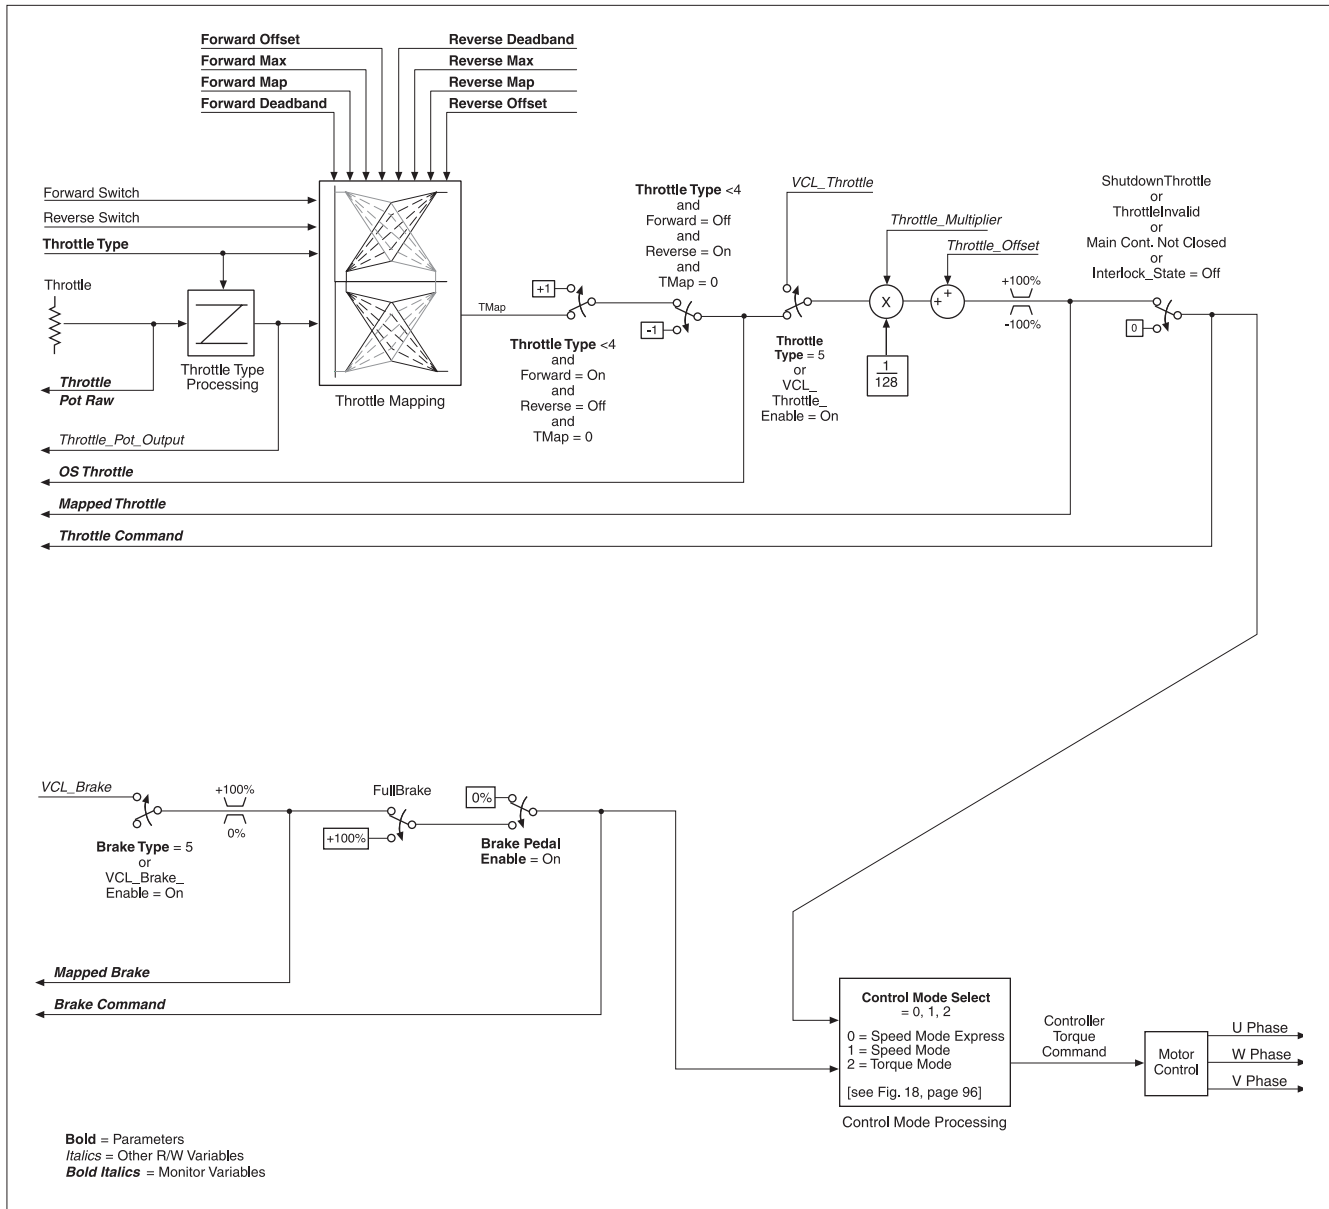 Forward Offset
Forward Max
Forward Map
Forward Deadband
Reverse Deadband
Reverse Max
Reverse Map
Reverse Offset
Forward Switch
Reverse Switch
Throttle Type
Throttle
Throttle
Pot Raw
Throttle Type
Processing
Throttle Mapping
TMap
+1
Throttle Type <4
and
Forward = On
and
Reverse = Off
and
TMap = 0
Throttle Type <4
and
Forward = Off
and
Reverse = On
and
TMap = 0
-1
VCL_Throttle
Throttle
Type = 5
or
VCL_
Throttle_
Enable = On
Throttle_Multiplier
X
1
128
Throttle_Offset
+ +
+100%
-100%
ShutdownThrottle
or
ThrottleInvalid
or
Main Cont. Not Closed
or
Interlock_State = Off
0
Throttle_Pot_Output
OS Throttle
Mapped Throttle
Throttle Command
VCL_Brake
Brake Type = 5
or
VCL_Brake_
Enable = On
+100%
0%
FullBrake
+100%
0%
Brake Pedal
Enable = On
Mapped Brake
Brake Command
Control Mode Select
= 0, 1, 2
0 = Speed Mode Express
1 = Speed Mode
2 = Torque Mode
[see Fig. 18, page 96]
Control Mode Processing
Controller
Torque
Command
Motor
Control
U Phase
W Phase
V Phase
Bold = Parameters
Italics = Other R/W Variables
Bold Italics = Monitor Variables